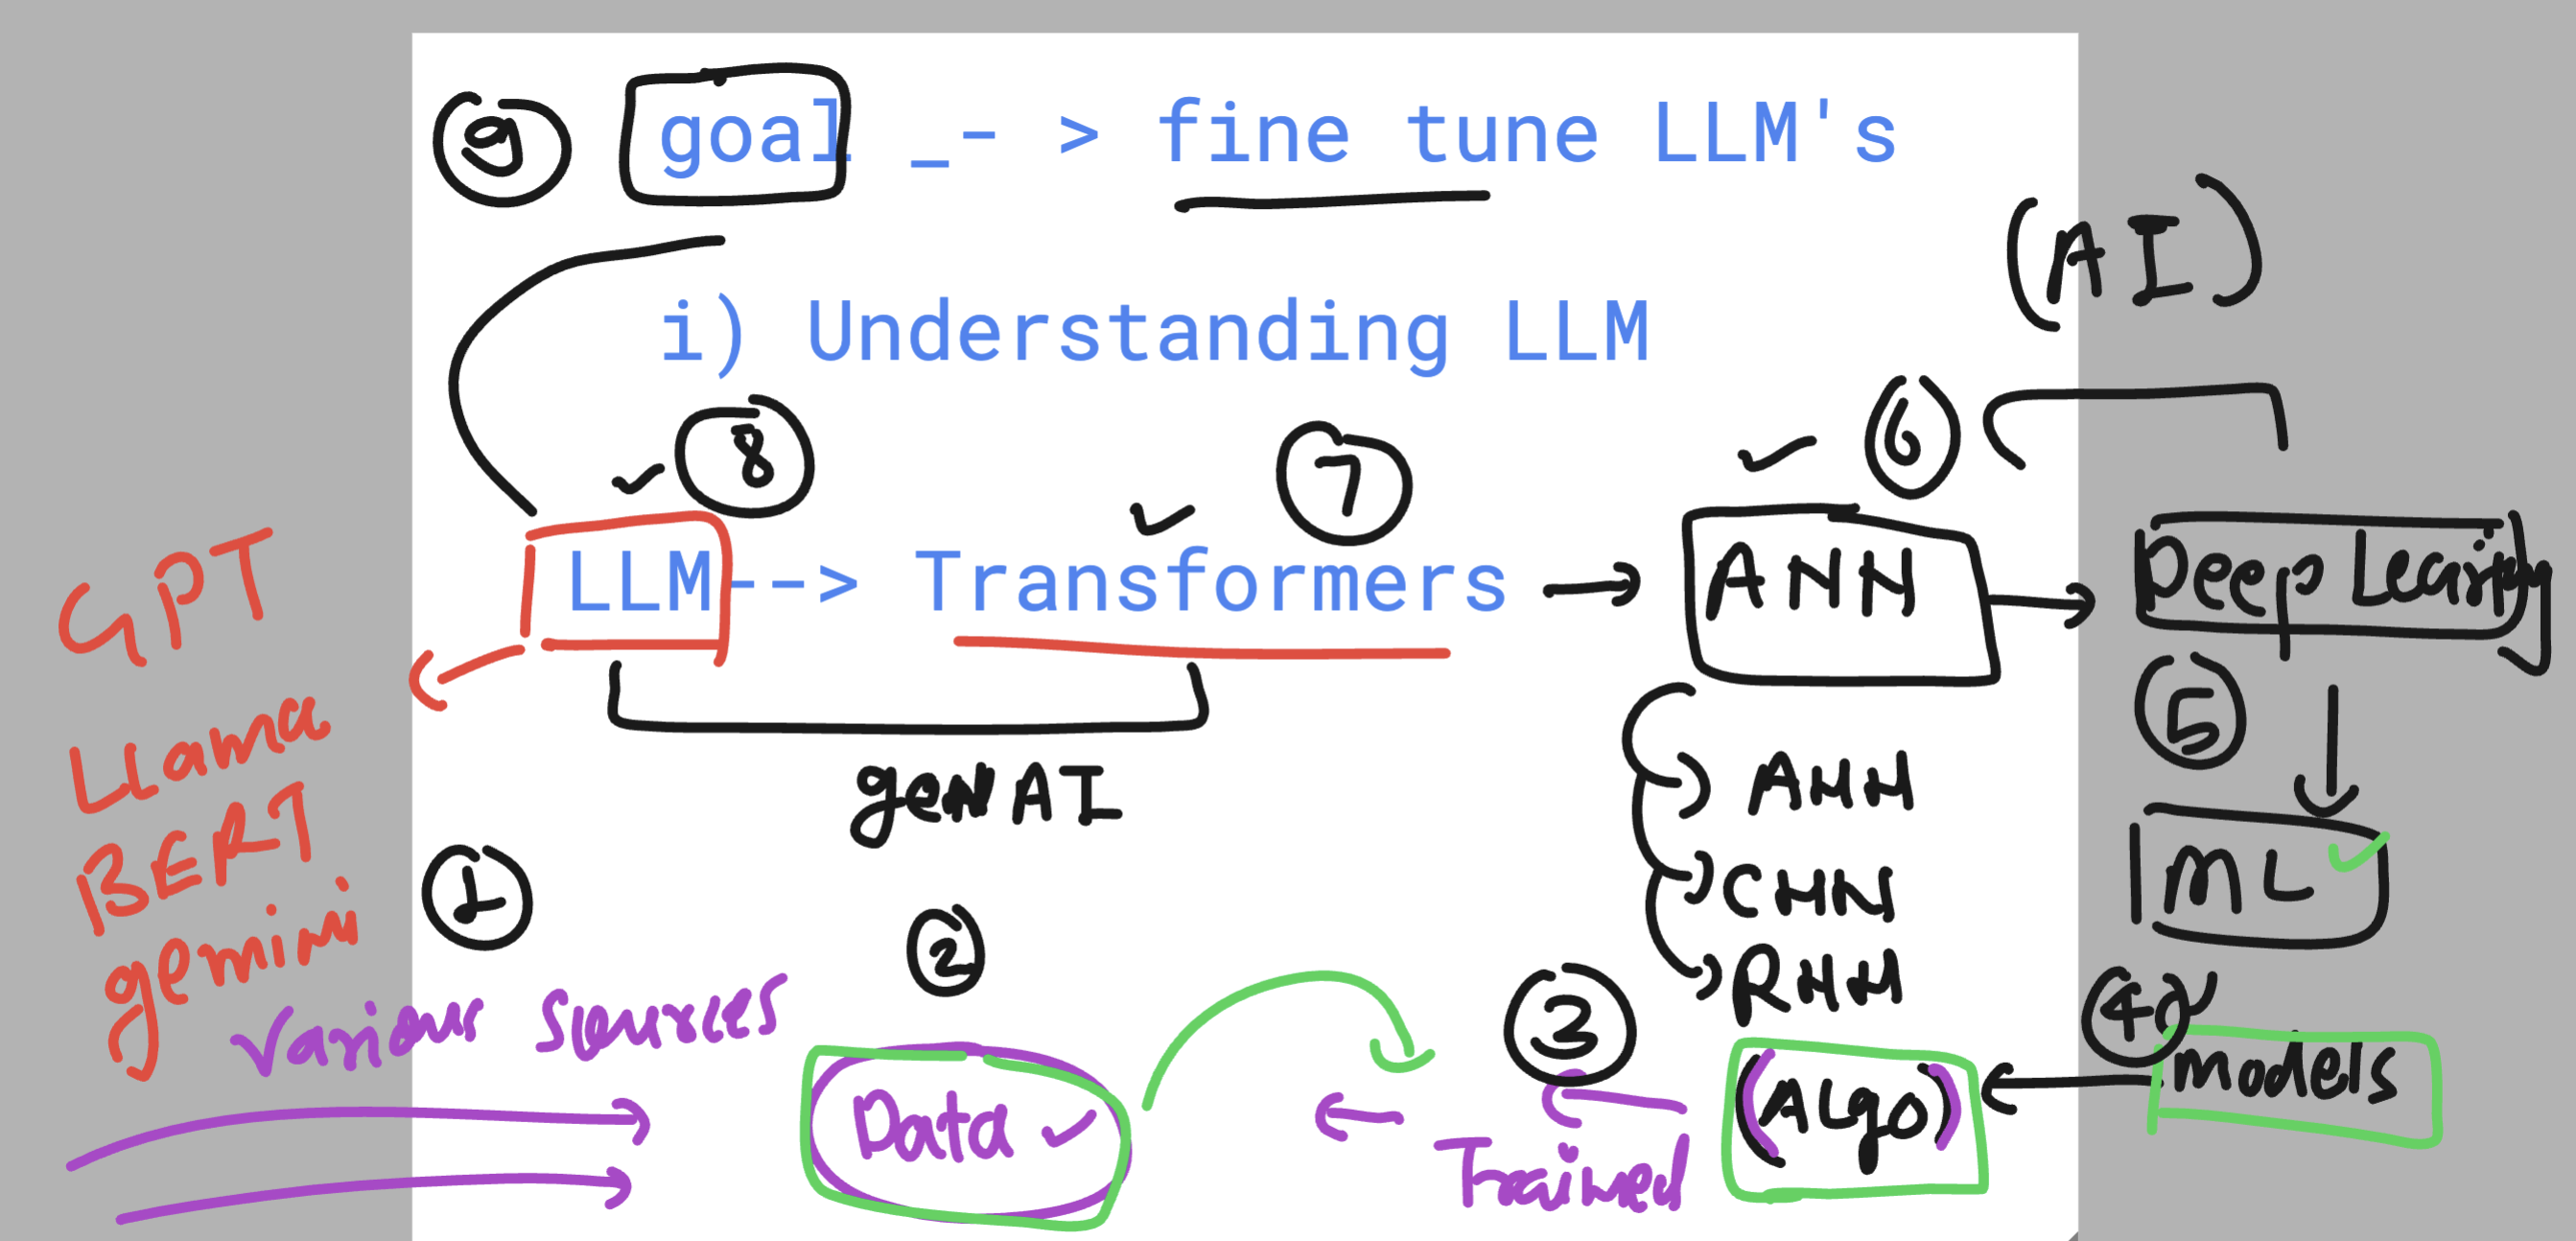 9 goal _- > fine tune LLM's
(AI)
i) Understanding LLM
8 7 6
LLM--> Transformers → ANN → Deep Learning
GPT
Llama
BERT
gemini
genAI
ANN
CNN
RNN
5
ML
1
Various Sources
2
Data ✓
3
Trained
(Algo)
4
models